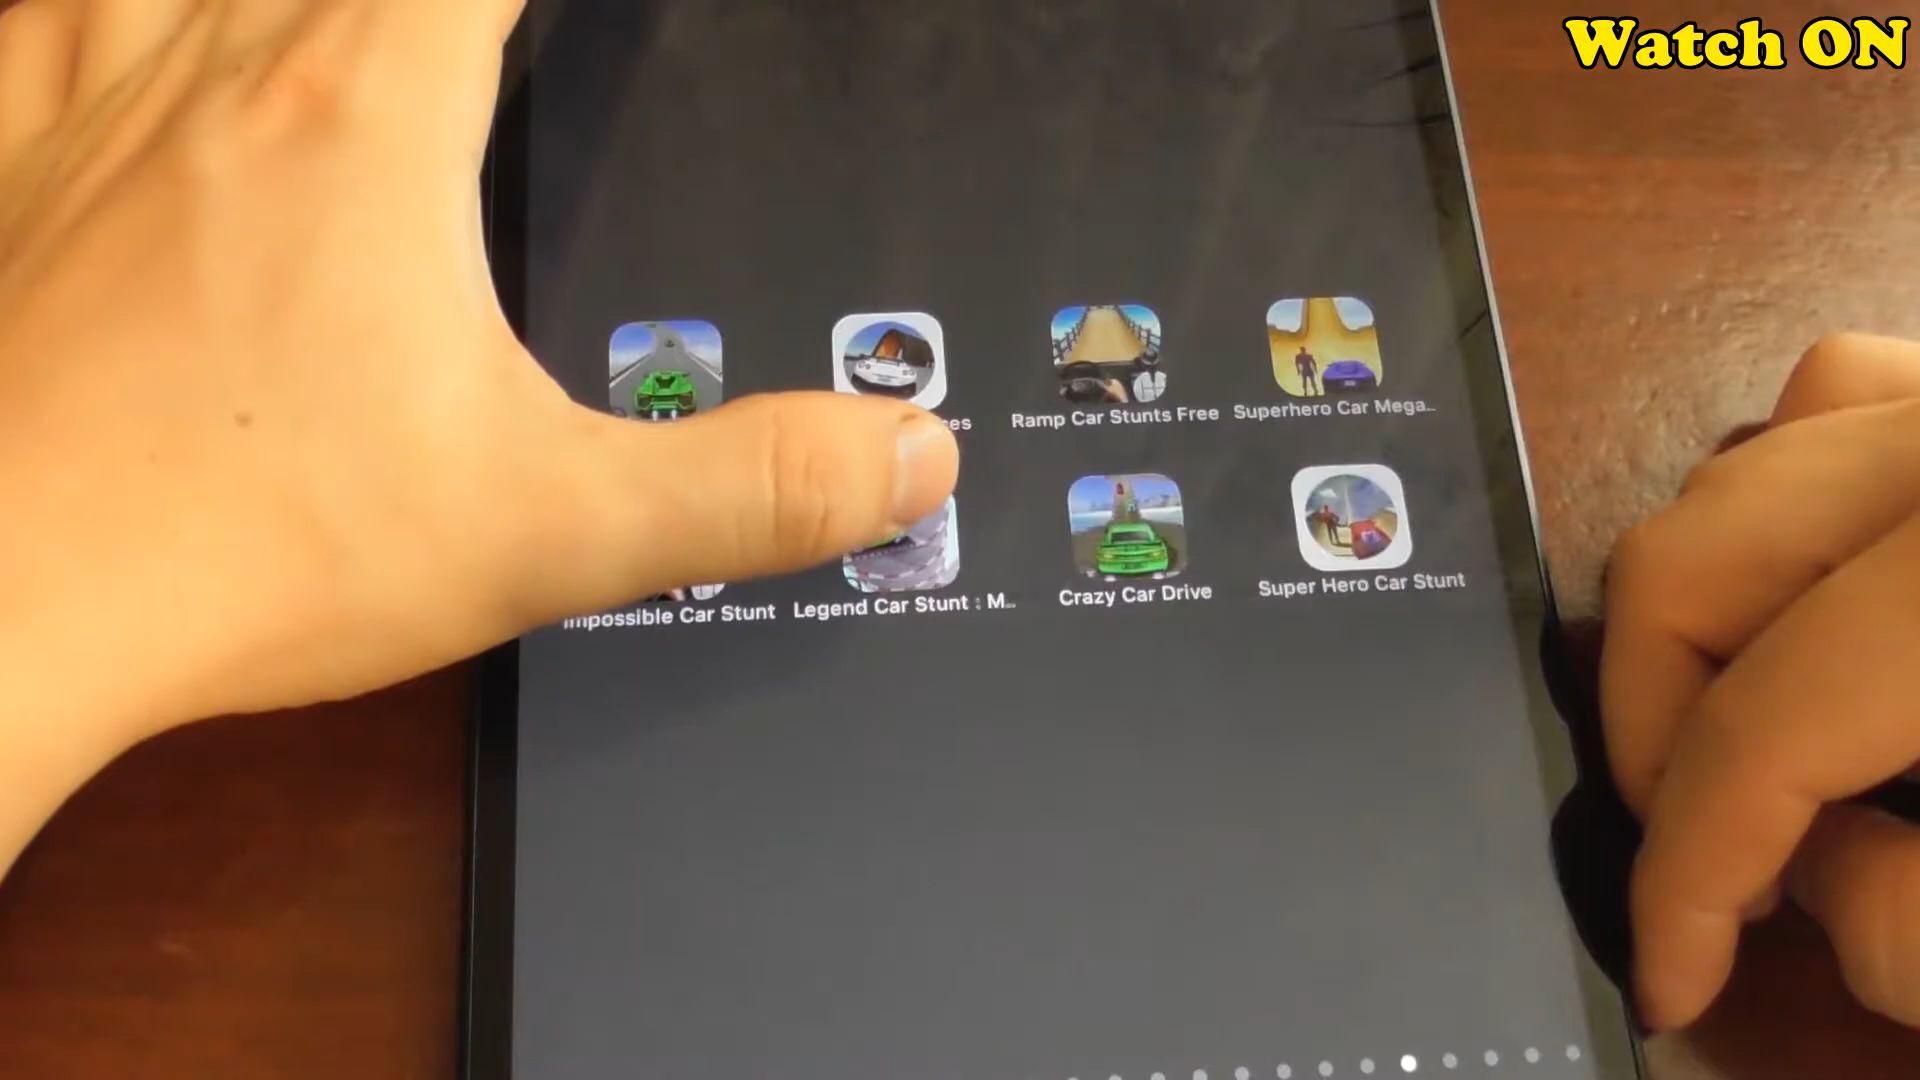 Watch ON
Ramp Car Stunts Free
Superhero Car Mega...
Impossible Car Stunt
Legend Car Stunt : M...
Crazy Car Drive
Super Hero Car Stunt